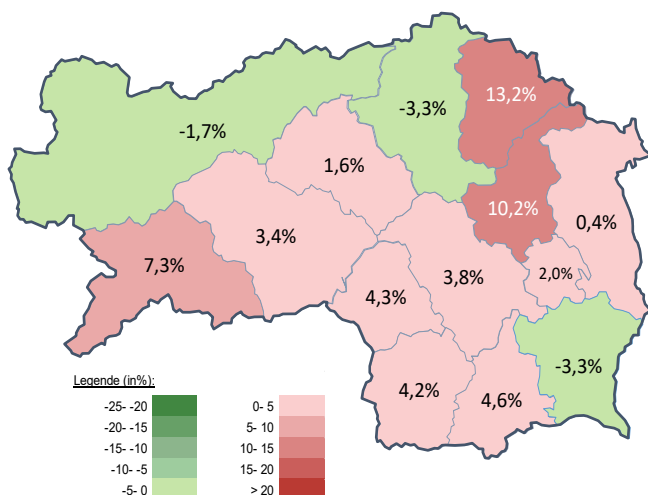 13,2%
-3,3%
-1,7%
1,6%
10,2%
0,4%
3,4%
7,3%
3,8%
2,0%
4,3%
-3,3%
4,2%
4,6%
Legende (in%):
-25- -20 0- 5
-20- -15 5- 10
-15- -10 10- 15
-10- -5 15- 20
-5- 0 > 20